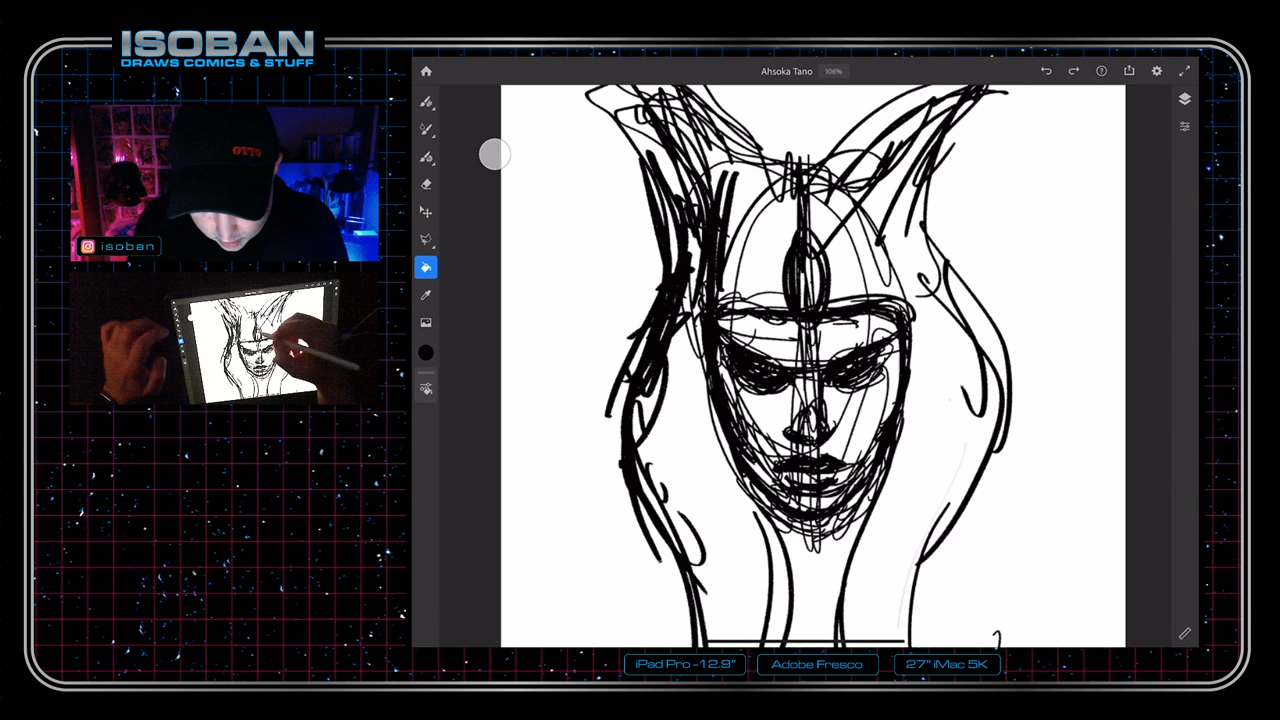 ISOBAN
DRAWS COMICS & STUFF
Ahsoka Tano
106%
OTTO
isoban
iPad Pro -12.9"
Adobe Fresco
27" iMac 5K